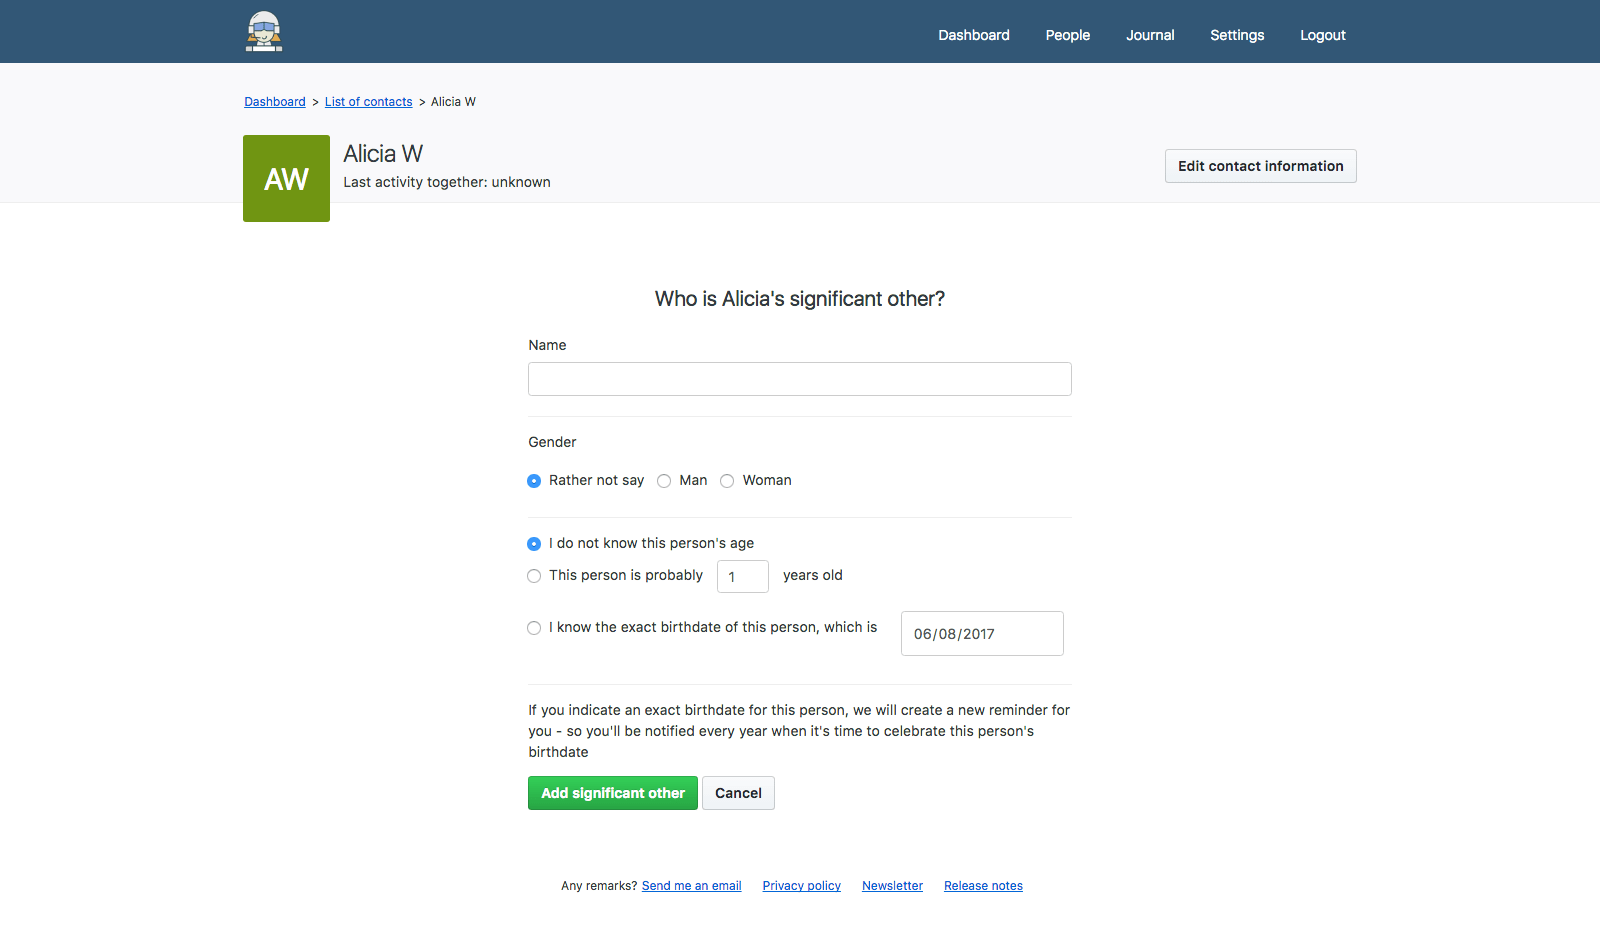 Dashboard People Journal Settings Logout
Dashboard > List of contacts > Alicia W
AW
Alicia W
Last activity together: unknown
Edit contact information
Who is Alicia's significant other?
Name
Gender
Rather not say Man Woman
I do not know this person's age
This person is probably 1 years old
I know the exact birthdate of this person, which is 06/08/2017
If you indicate an exact birthdate for this person, we will create a new reminder for
you - so you'll be notified every year when it's time to celebrate this person's
birthdate
Add significant other Cancel
Any remarks? Send me an email Privacy policy Newsletter Release notes